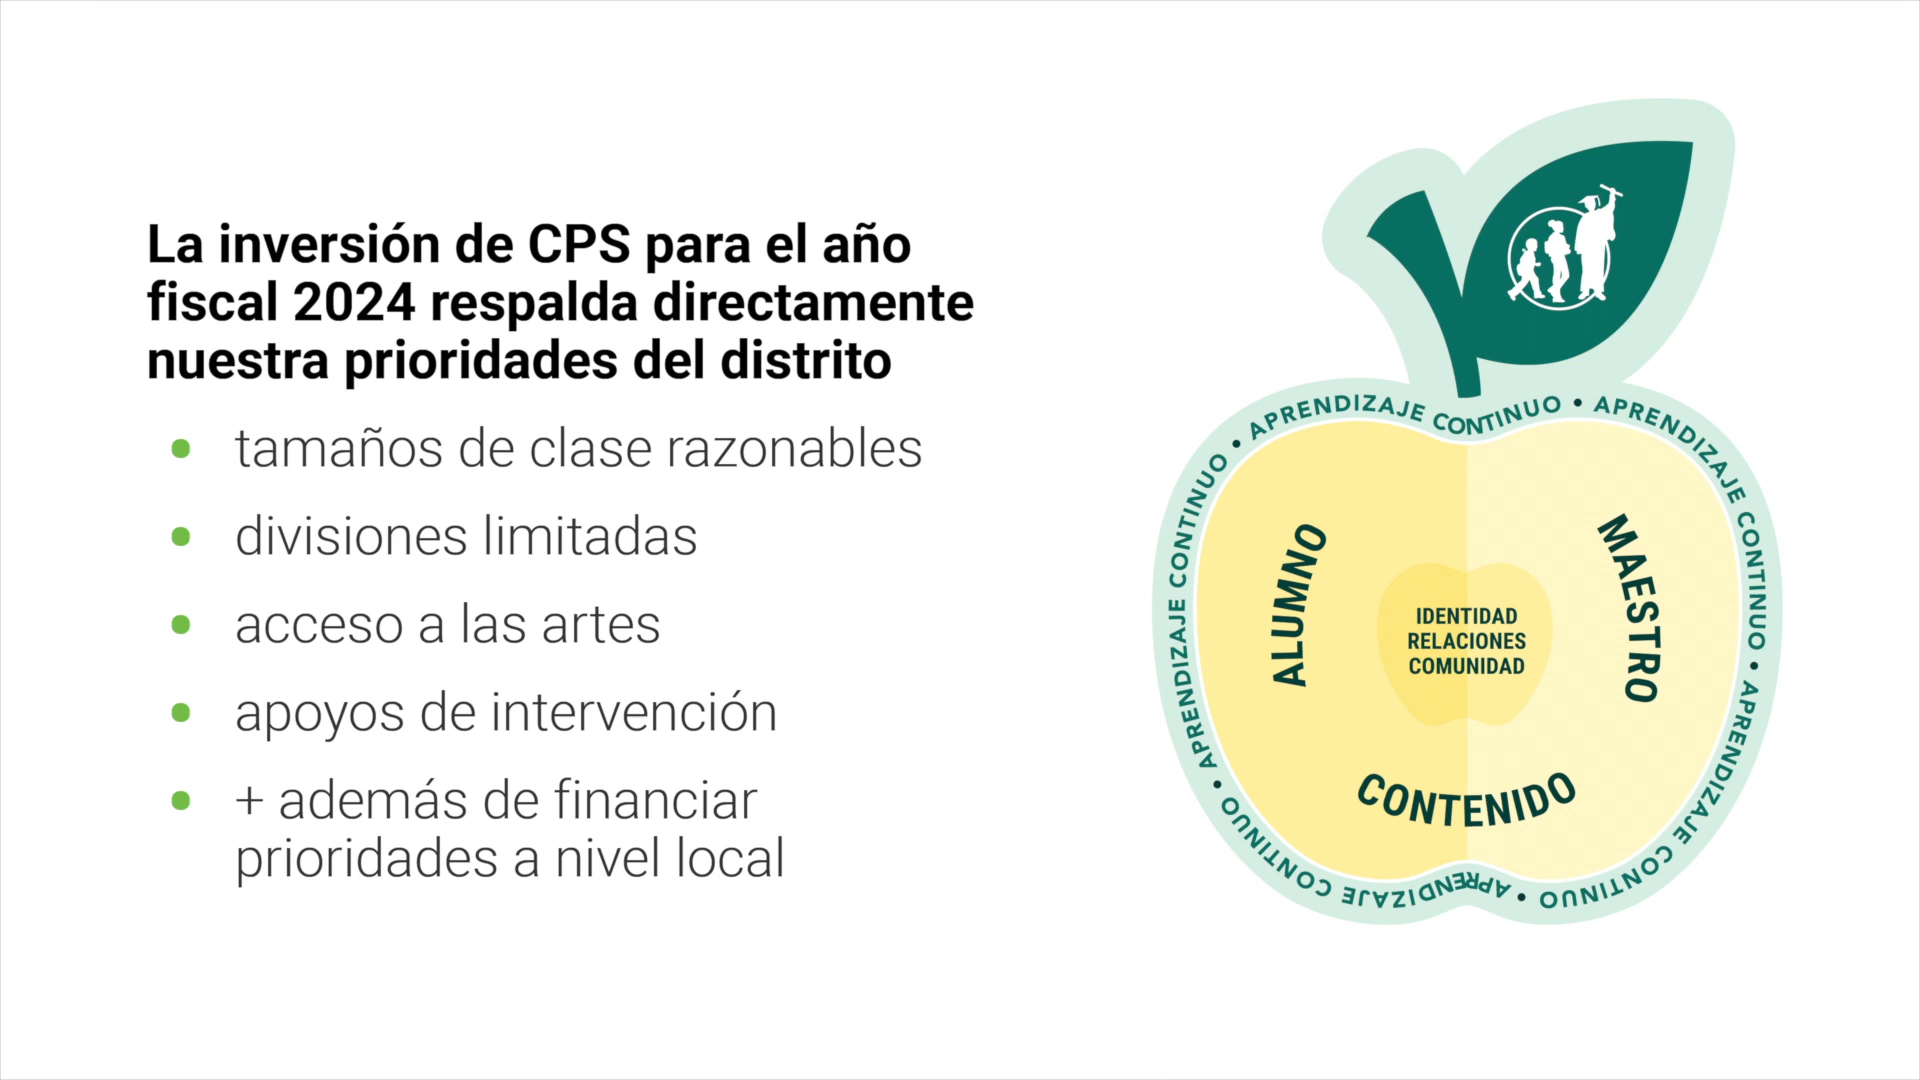 La inversión de CPS para el año
fiscal 2024 respalda directamente
nuestra prioridades del distrito
tamaños de clase razonables
divisiones limitadas
acceso a las artes
apoyos de intervención
+ además de financiar
prioridades a nivel local
APRENDIZAJE CONTINUO • APRENDIZAJE CONTINUO • APRENDIZAJE CONTINUO • APRENDIZAJE CONTINUO • APRENDIZAJE CONTINUO •
ALUMNO
MAESTRO
IDENTIDAD
RELACIONES
COMUNIDAD
CONTENIDO